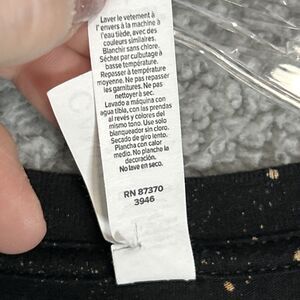 Laver le vêtement à
l'envers à la machine à
l'eau tiède, avec des
couleurs similaires.
Blanchir sans chlore.
Sécher par culbutage à
basse température.
Repasser à température
moyenne. Ne pas repasser
les garnitures. Ne pas
nettoyer à sec.
Lavado a máquina con
agua tibia, con las prendas
al revés y colores del
mismo tono. Use solo
blanqueador sin cloro.
Secado de giro lento.
Plancha con calor
medio. No planche la
decoración.
No lave en seco.
RN 87370
3946